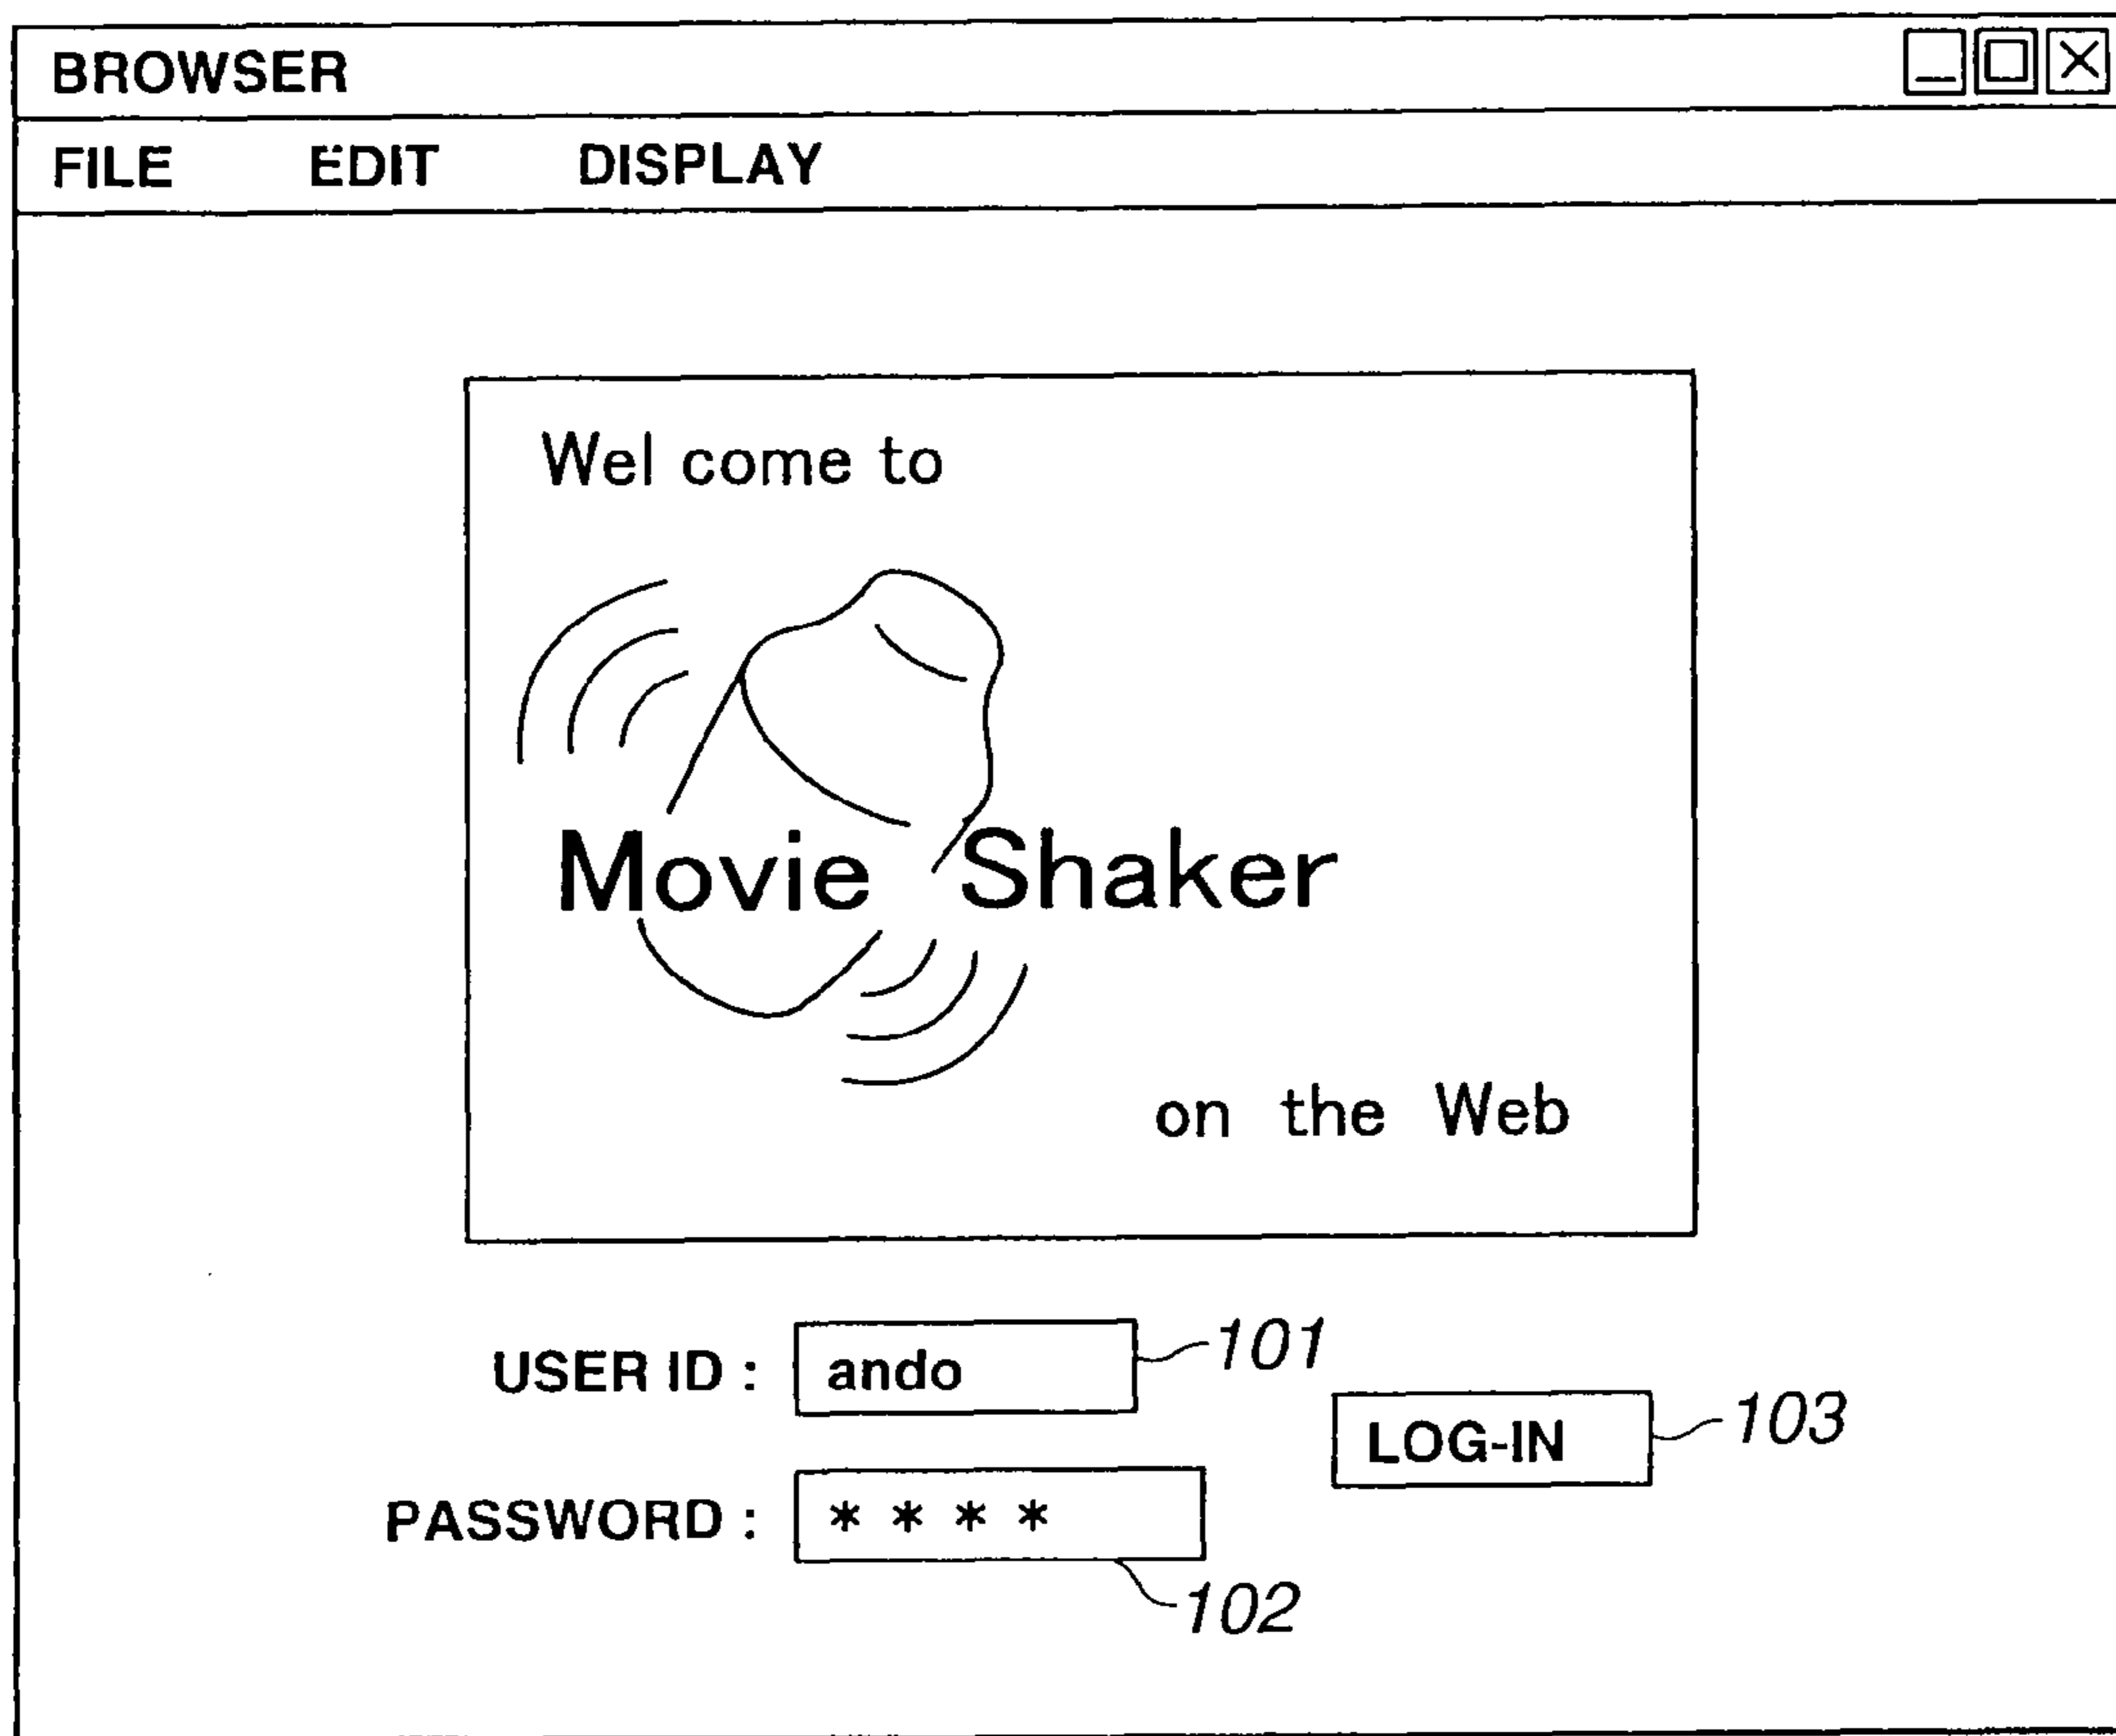 BROWSER
FILE EDIT DISPLAY
Wel come to
Movie Shaker
on the Web
USER ID : ando 101
LOG-IN 103
PASSWORD : * * * *
102